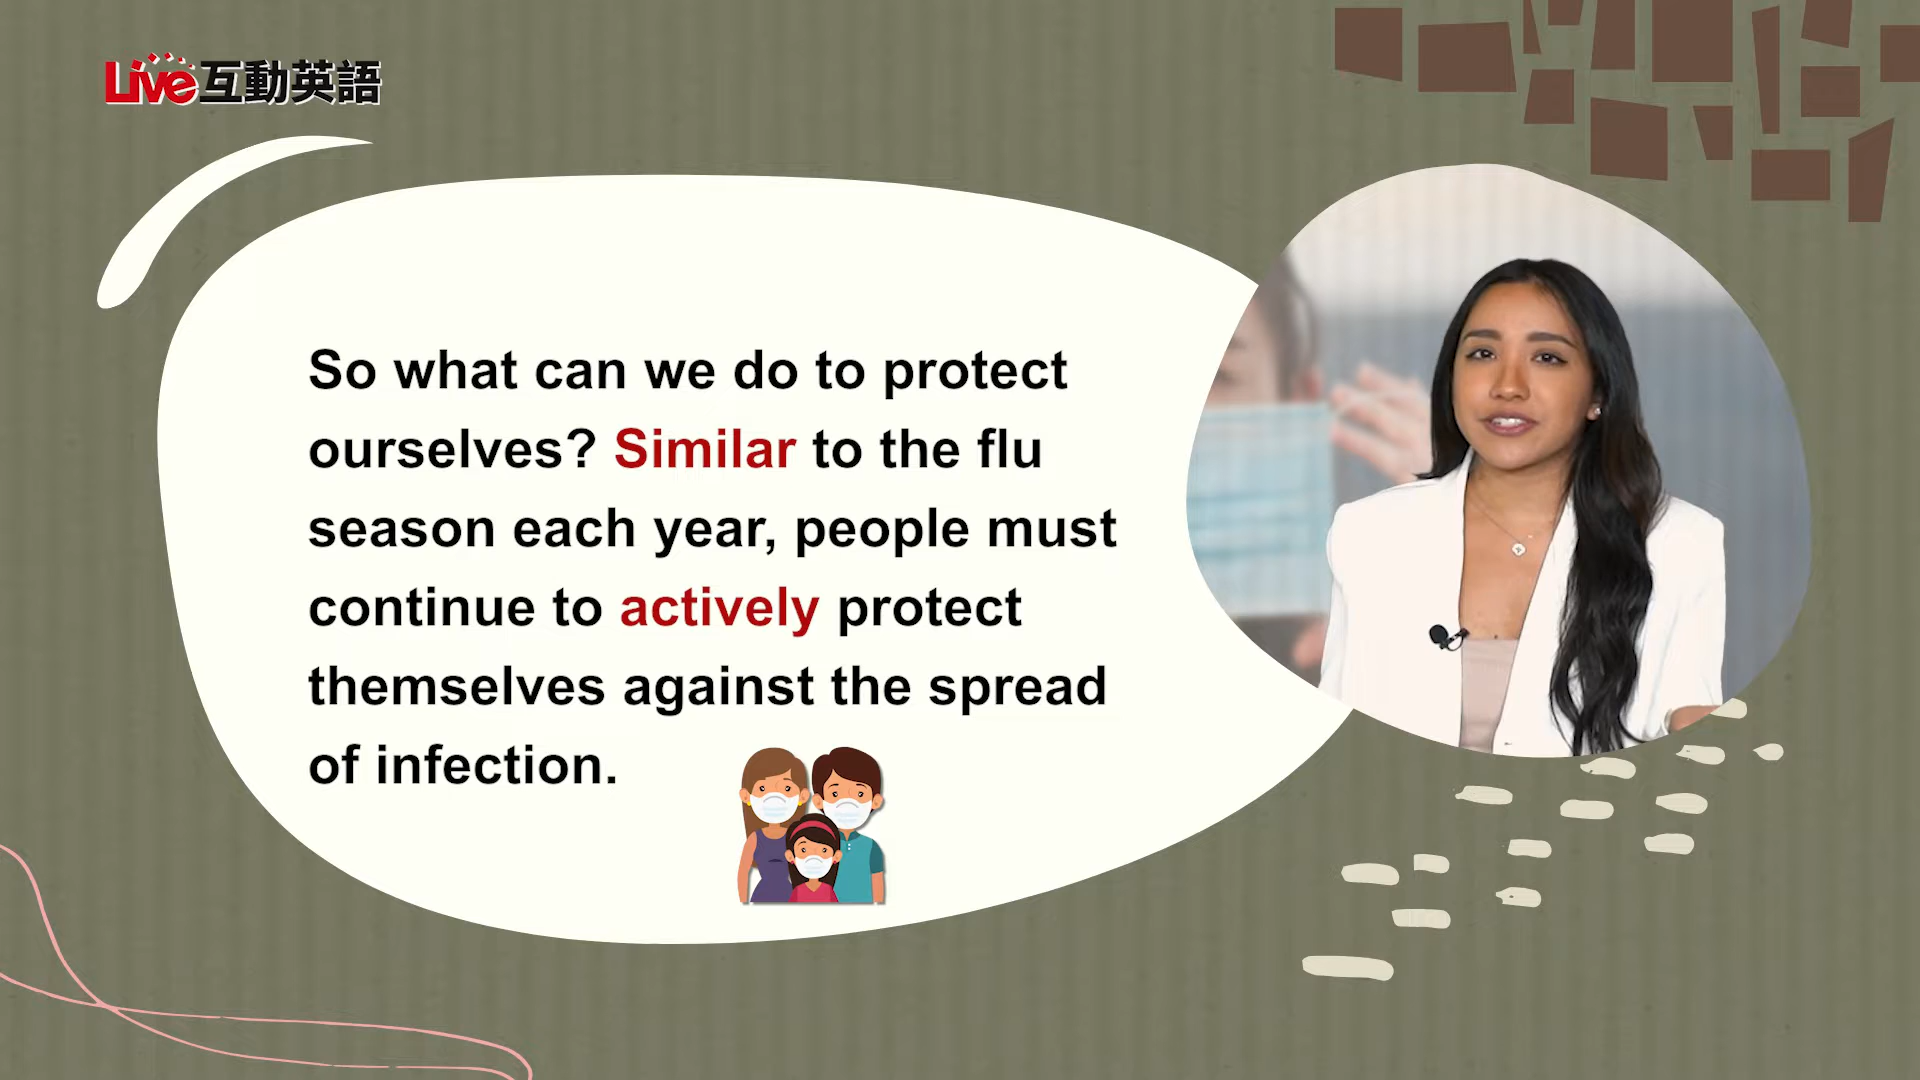 Live互動英語
So what can we do to protect
ourselves? Similar to the flu
season each year, people must
continue to actively protect
themselves against the spread
of infection.